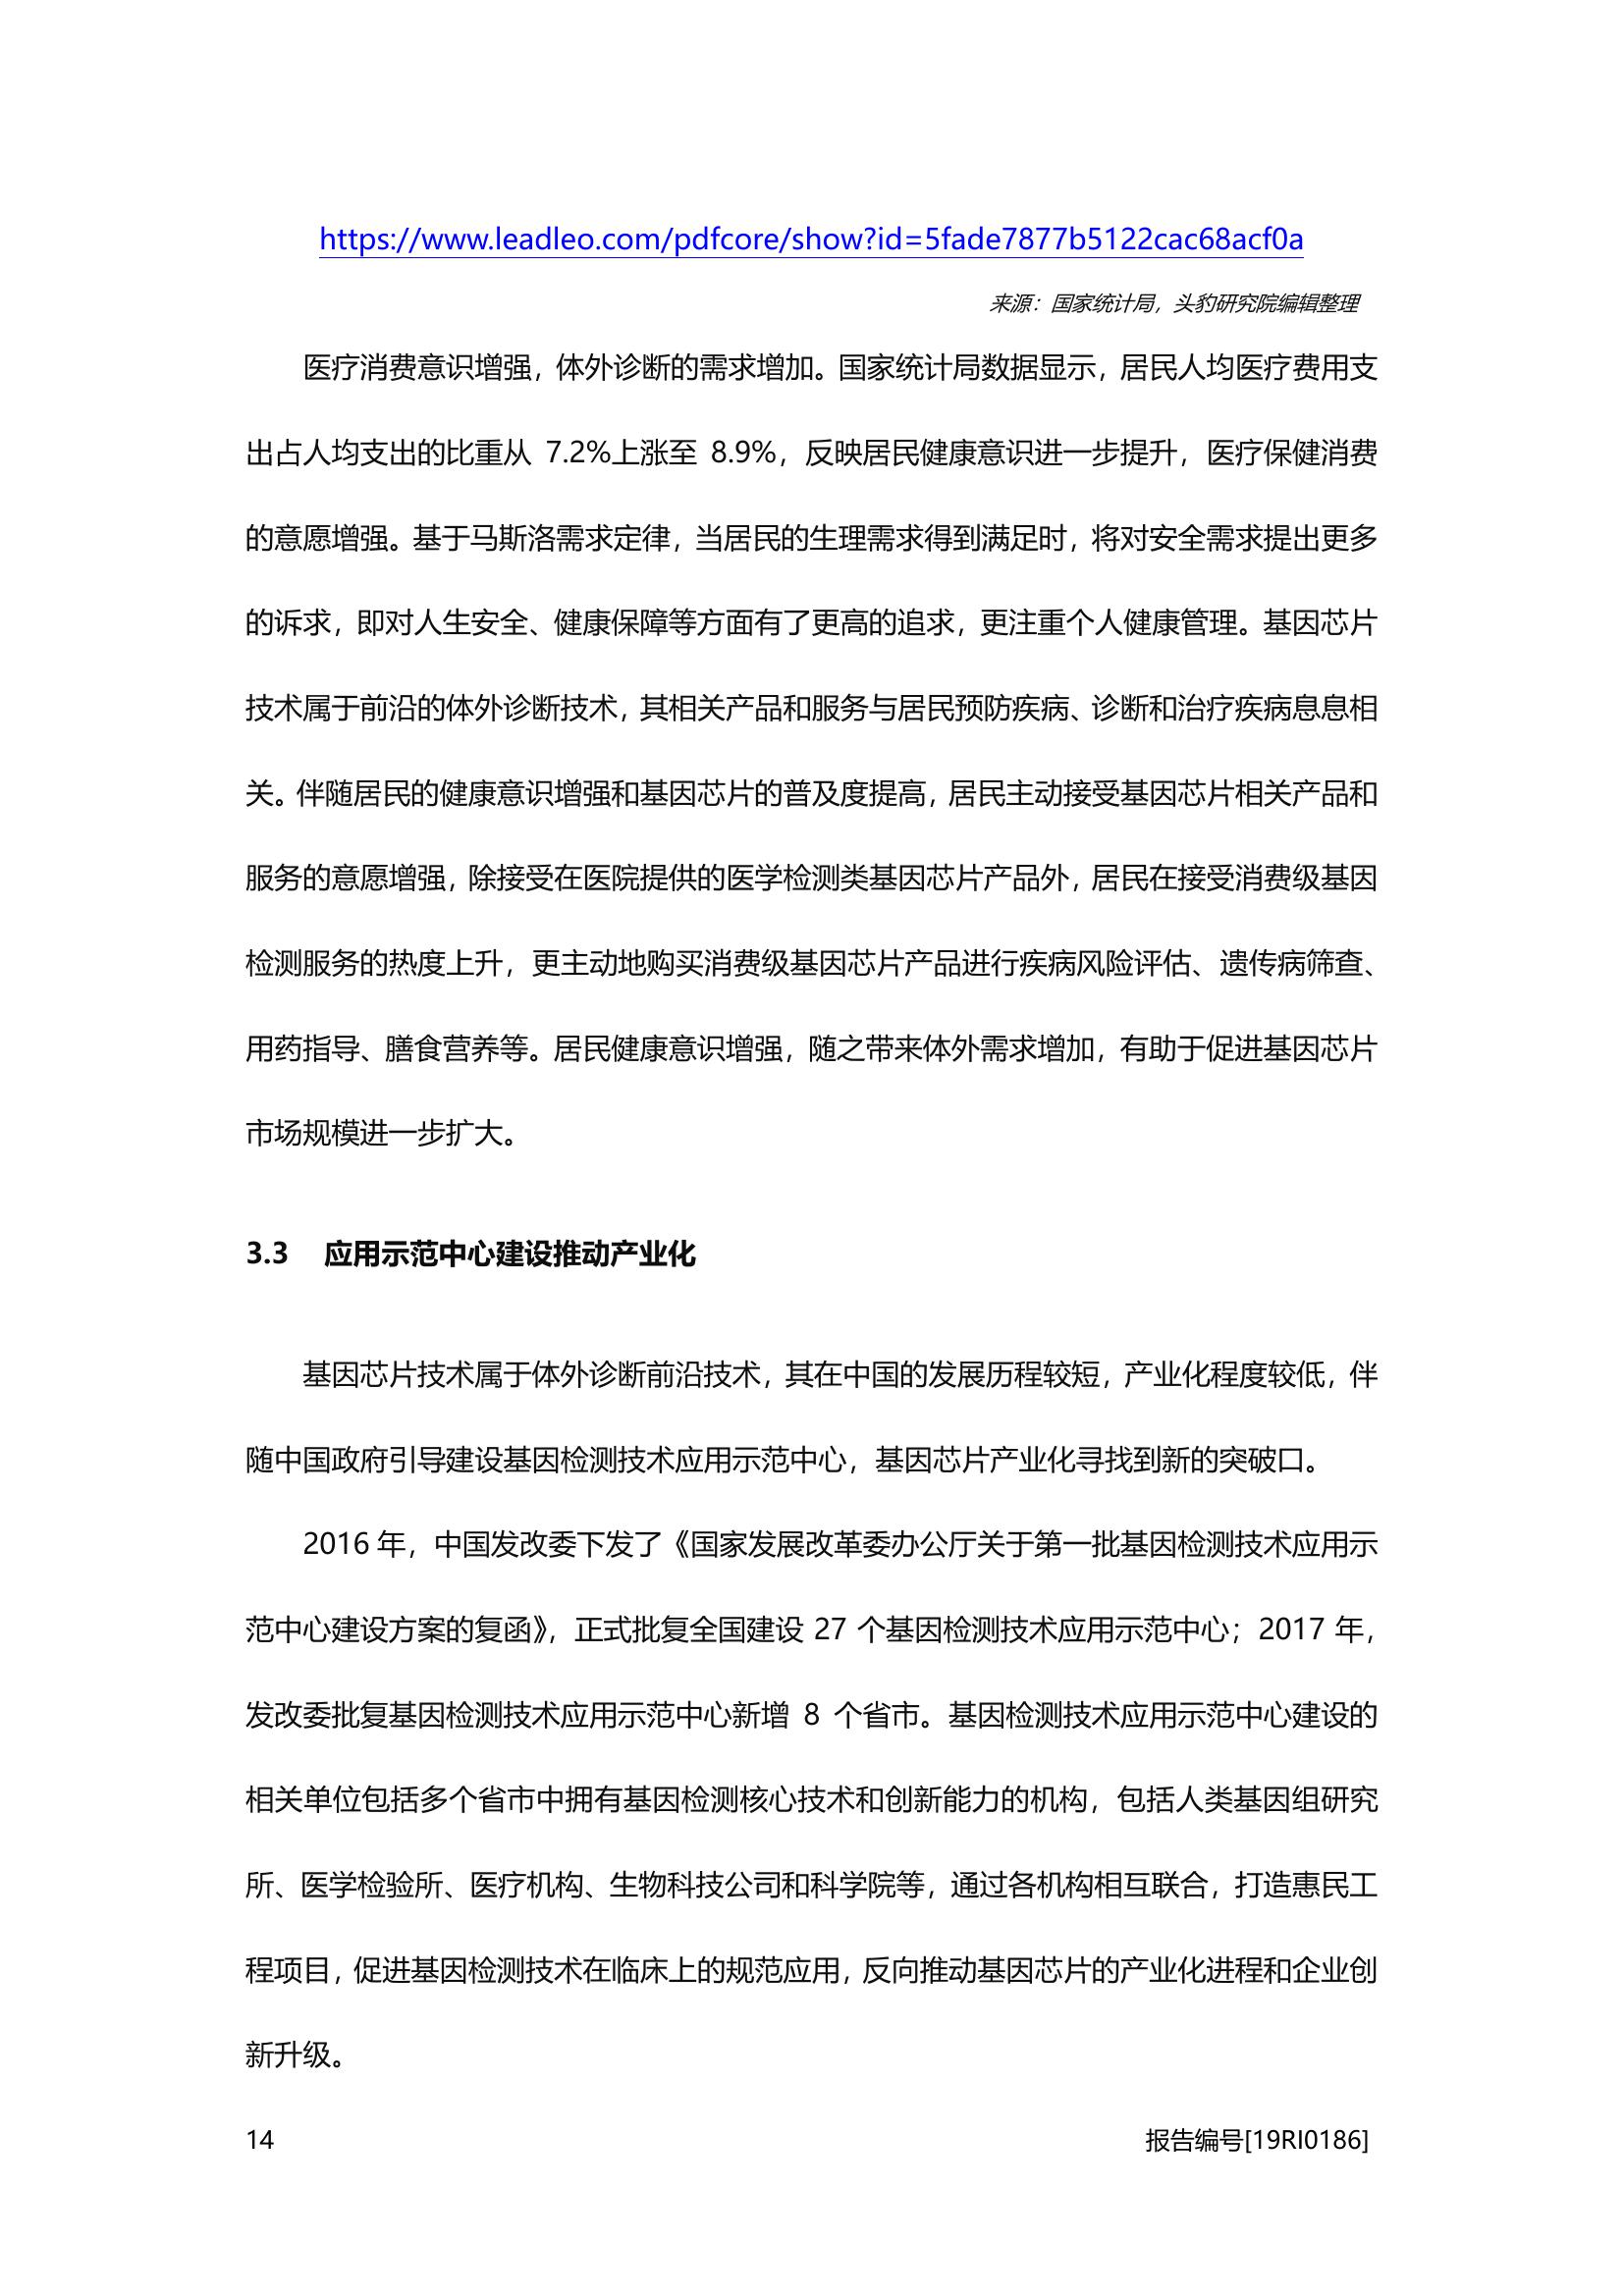 https://www.leadleo.com/pdfcore/show?id=5fade7877b5122cac68acf0a
来源：国家统计局，头豹研究院编辑整理
医疗消费意识增强，体外诊断的需求增加。国家统计局数据显示，居民人均医疗费用支
出占人均支出的比重从 7.2%上涨至 8.9%，反映居民健康意识进一步提升，医疗保健消费
的意愿增强。基于马斯洛需求定律，当居民的生理需求得到满足时，将对安全需求提出更多
的诉求，即对人生安全、健康保障等方面有了更高的追求，更注重个人健康管理。基因芯片
技术属于前沿的体外诊断技术，其相关产品和服务与居民预防疾病、诊断和治疗疾病息息相
关。伴随居民的健康意识增强和基因芯片的普及度提高，居民主动接受基因芯片相关产品和
服务的意愿增强，除接受在医院提供的医学检测类基因芯片产品外，居民在接受消费级基因
检测服务的热度上升，更主动地购买消费级基因芯片产品进行疾病风险评估、遗传病筛查、
用药指导、膳食营养等。居民健康意识增强，随之带来体外需求增加，有助于促进基因芯片
市场规模进一步扩大。
3.3 应用示范中心建设推动产业化
基因芯片技术属于体外诊断前沿技术，其在中国的发展历程较短，产业化程度较低，伴
随中国政府引导建设基因检测技术应用示范中心，基因芯片产业化寻找到新的突破口。
2016 年，中国发改委下发了《国家发展改革委办公厅关于第一批基因检测技术应用示
范中心建设方案的复函》，正式批复全国建设 27 个基因检测技术应用示范中心；2017 年，
发改委批复基因检测技术应用示范中心新增 8 个省市。基因检测技术应用示范中心建设的
相关单位包括多个省市中拥有基因检测核心技术和创新能力的机构，包括人类基因组研究
所、医学检验所、医疗机构、生物科技公司和科学院等，通过各机构相互联合，打造惠民工
程项目，促进基因检测技术在临床上的规范应用，反向推动基因芯片的产业化进程和企业创
新升级。
14 报告编号[19RI0186]